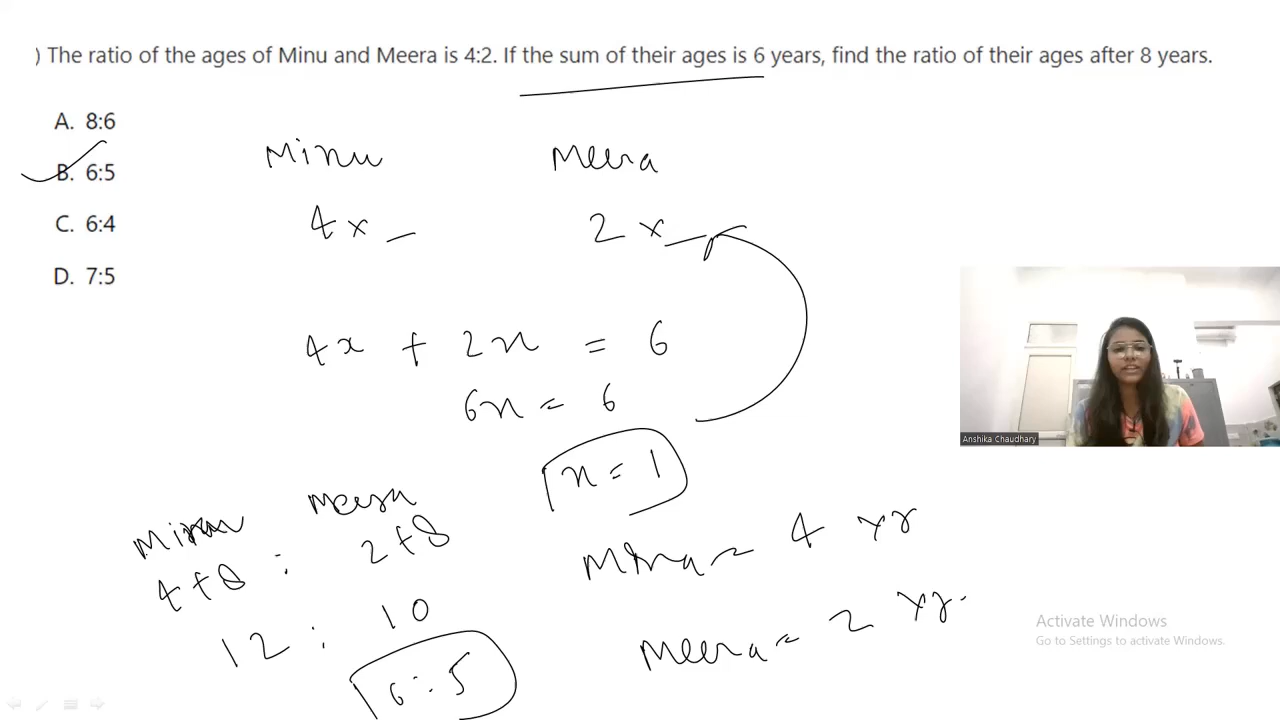 ) The ratio of the ages of Minu and Meera is 4:2. If the sum of their ages is 6 years, find the ratio of their ages after 8 years.
A. 8:6
B. 6:5
C. 6:4
D. 7:5
Minu Meera
4x 2x
4x + 2x = 6
6x = 6
x = 1
Minu Meera
4+8 : 2+8
12 : 10
6:5
Mina = 4 yr
Meera = 2 yr.
Anshika Chaudhary
Activate Windows
Go to Settings to activate Windows.